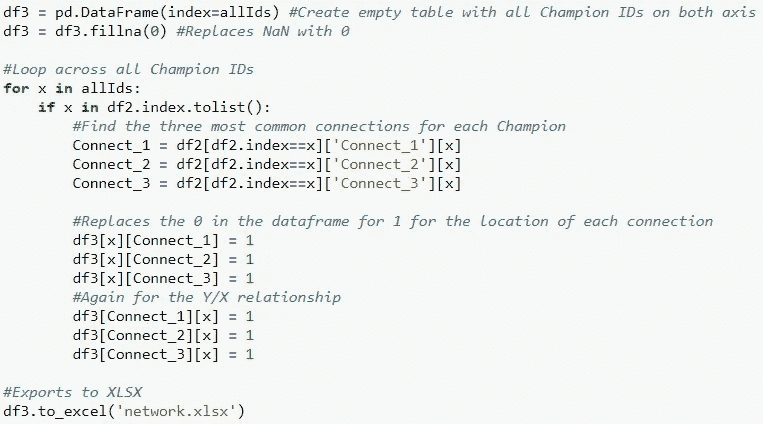 df3 = pd.DataFrame(index=allIds) #Create empty table with all Champion IDs on both axis
df3 = df3.fillna(0) #Replaces NaN with 0

#Loop across all Champion IDs
for x in allIds:
    if x in df2.index.tolist():
        #Find the three most common connections for each Champion
        Connect_1 = df2[df2.index==x]['Connect_1'][x]
        Connect_2 = df2[df2.index==x]['Connect_2'][x]
        Connect_3 = df2[df2.index==x]['Connect_3'][x]

        #Replaces the 0 in the dataframe for 1 for the location of each connection
        df3[x][Connect_1] = 1
        df3[x][Connect_2] = 1
        df3[x][Connect_3] = 1
        #Again for the Y/X relationship
        df3[Connect_1][x] = 1
        df3[Connect_2][x] = 1
        df3[Connect_3][x] = 1

#Exports to XLSX
df3.to_excel('network.xlsx')